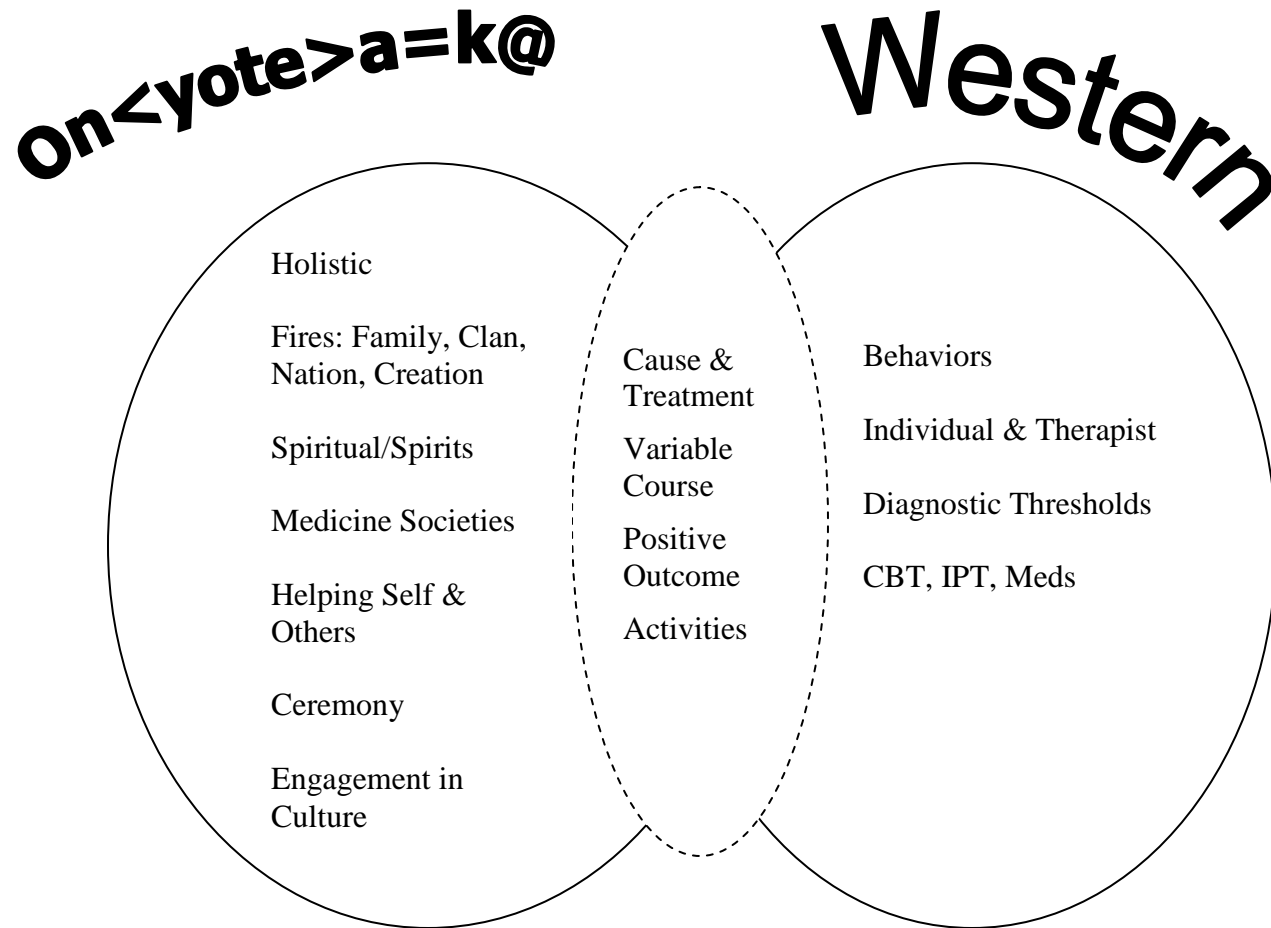 On<yote>a=k@
Western
Holistic
Fires: Family, Clan,
Nation, Creation
Spiritual/Spirits
Medicine Societies
Helping Self &
Others
Ceremony
Engagement in
Culture
Cause &
Treatment
Variable
Course
Positive
Outcome
Activities
Behaviors
Individual & Therapist
Diagnostic Thresholds
CBT, IPT, Meds